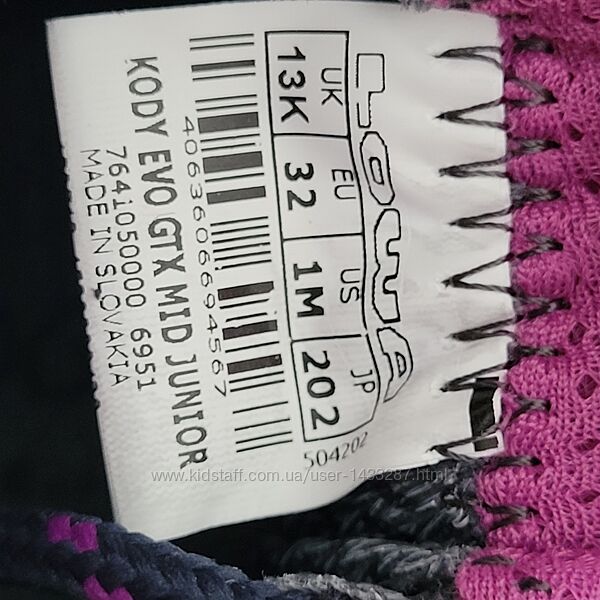 LOWA
UK EU US JP
13K 32 1M 202
504202
4063606694567
KODY EVO GTX MID JUNIOR
7641050000 6951
MADE IN SLOVAKIA
www.kidstaff.com.ua/user-1433287.html